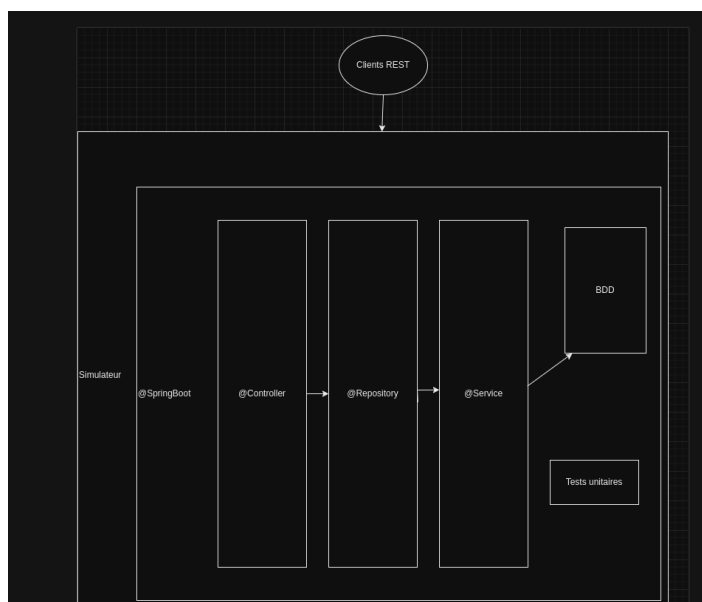 Clients REST
BDD
Simulateur
@SpringBoot
@Controller
@Repository
@Service
Tests unitaires